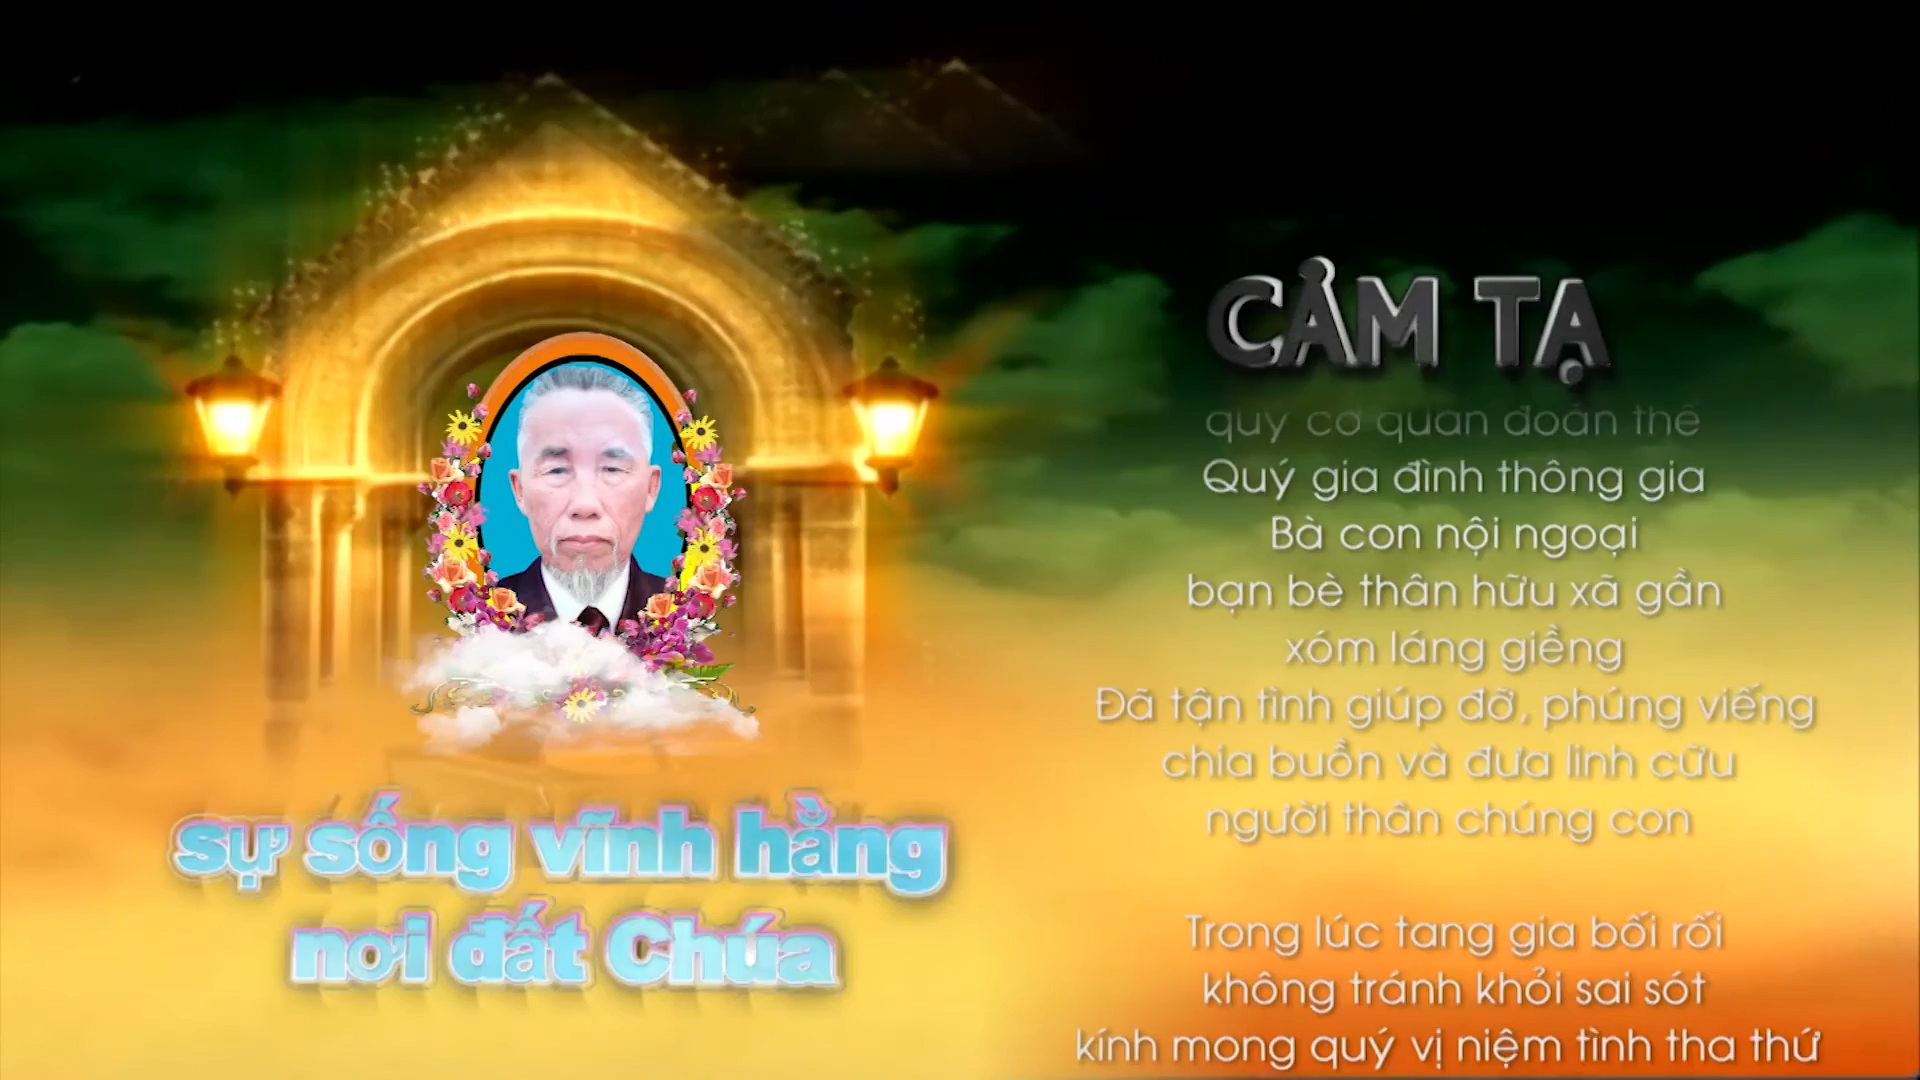 sự sống vĩnh hằng
nơi đất Chúa
CẢM TẠ
quý cơ quan đoàn thể
Quý gia đình thông gia
Bà con nội ngoại
bạn bè thân hữu xã gần
xóm láng giềng
Đã tận tình giúp đỡ, phúng viếng
chia buồn và đưa linh cữu
người thân chúng con
Trong lúc tang gia bối rối
không tránh khỏi sai sót
kính mong quý vị niệm tình tha thứ